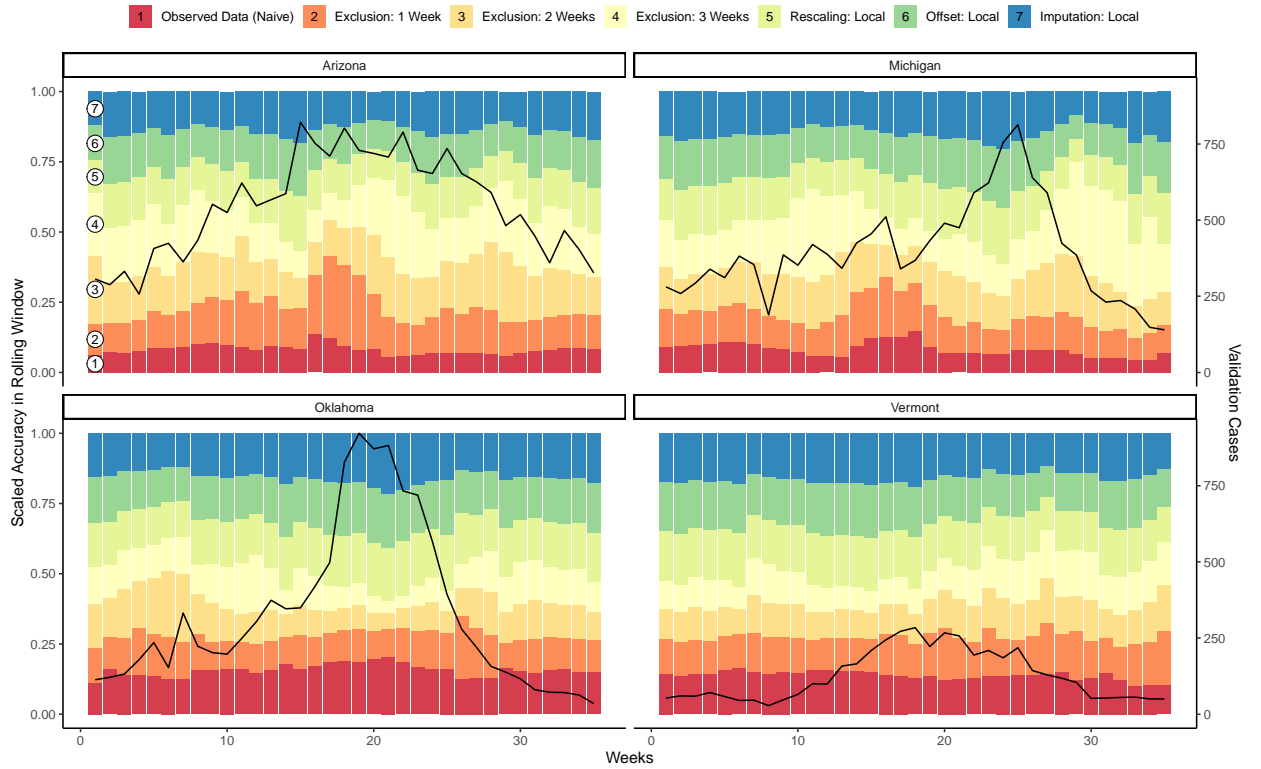 1 Observed Data (Naive) 2 Exclusion: 1 Week 3 Exclusion: 2 Weeks 4 Exclusion: 3 Weeks 5 Rescaling: Local 6 Offset: Local 7 Imputation: Local
Arizona
Michigan
1.00
0.75
0.50
0.25
0.00
7
6
5
4
3
2
1
750
500
250
0
Scaled Accuracy in Rolling Window
Validation Cases
Oklahoma
Vermont
1.00
0.75
0.50
0.25
0.00
750
500
250
0
0 10 20 30
0 10 20 30
Weeks